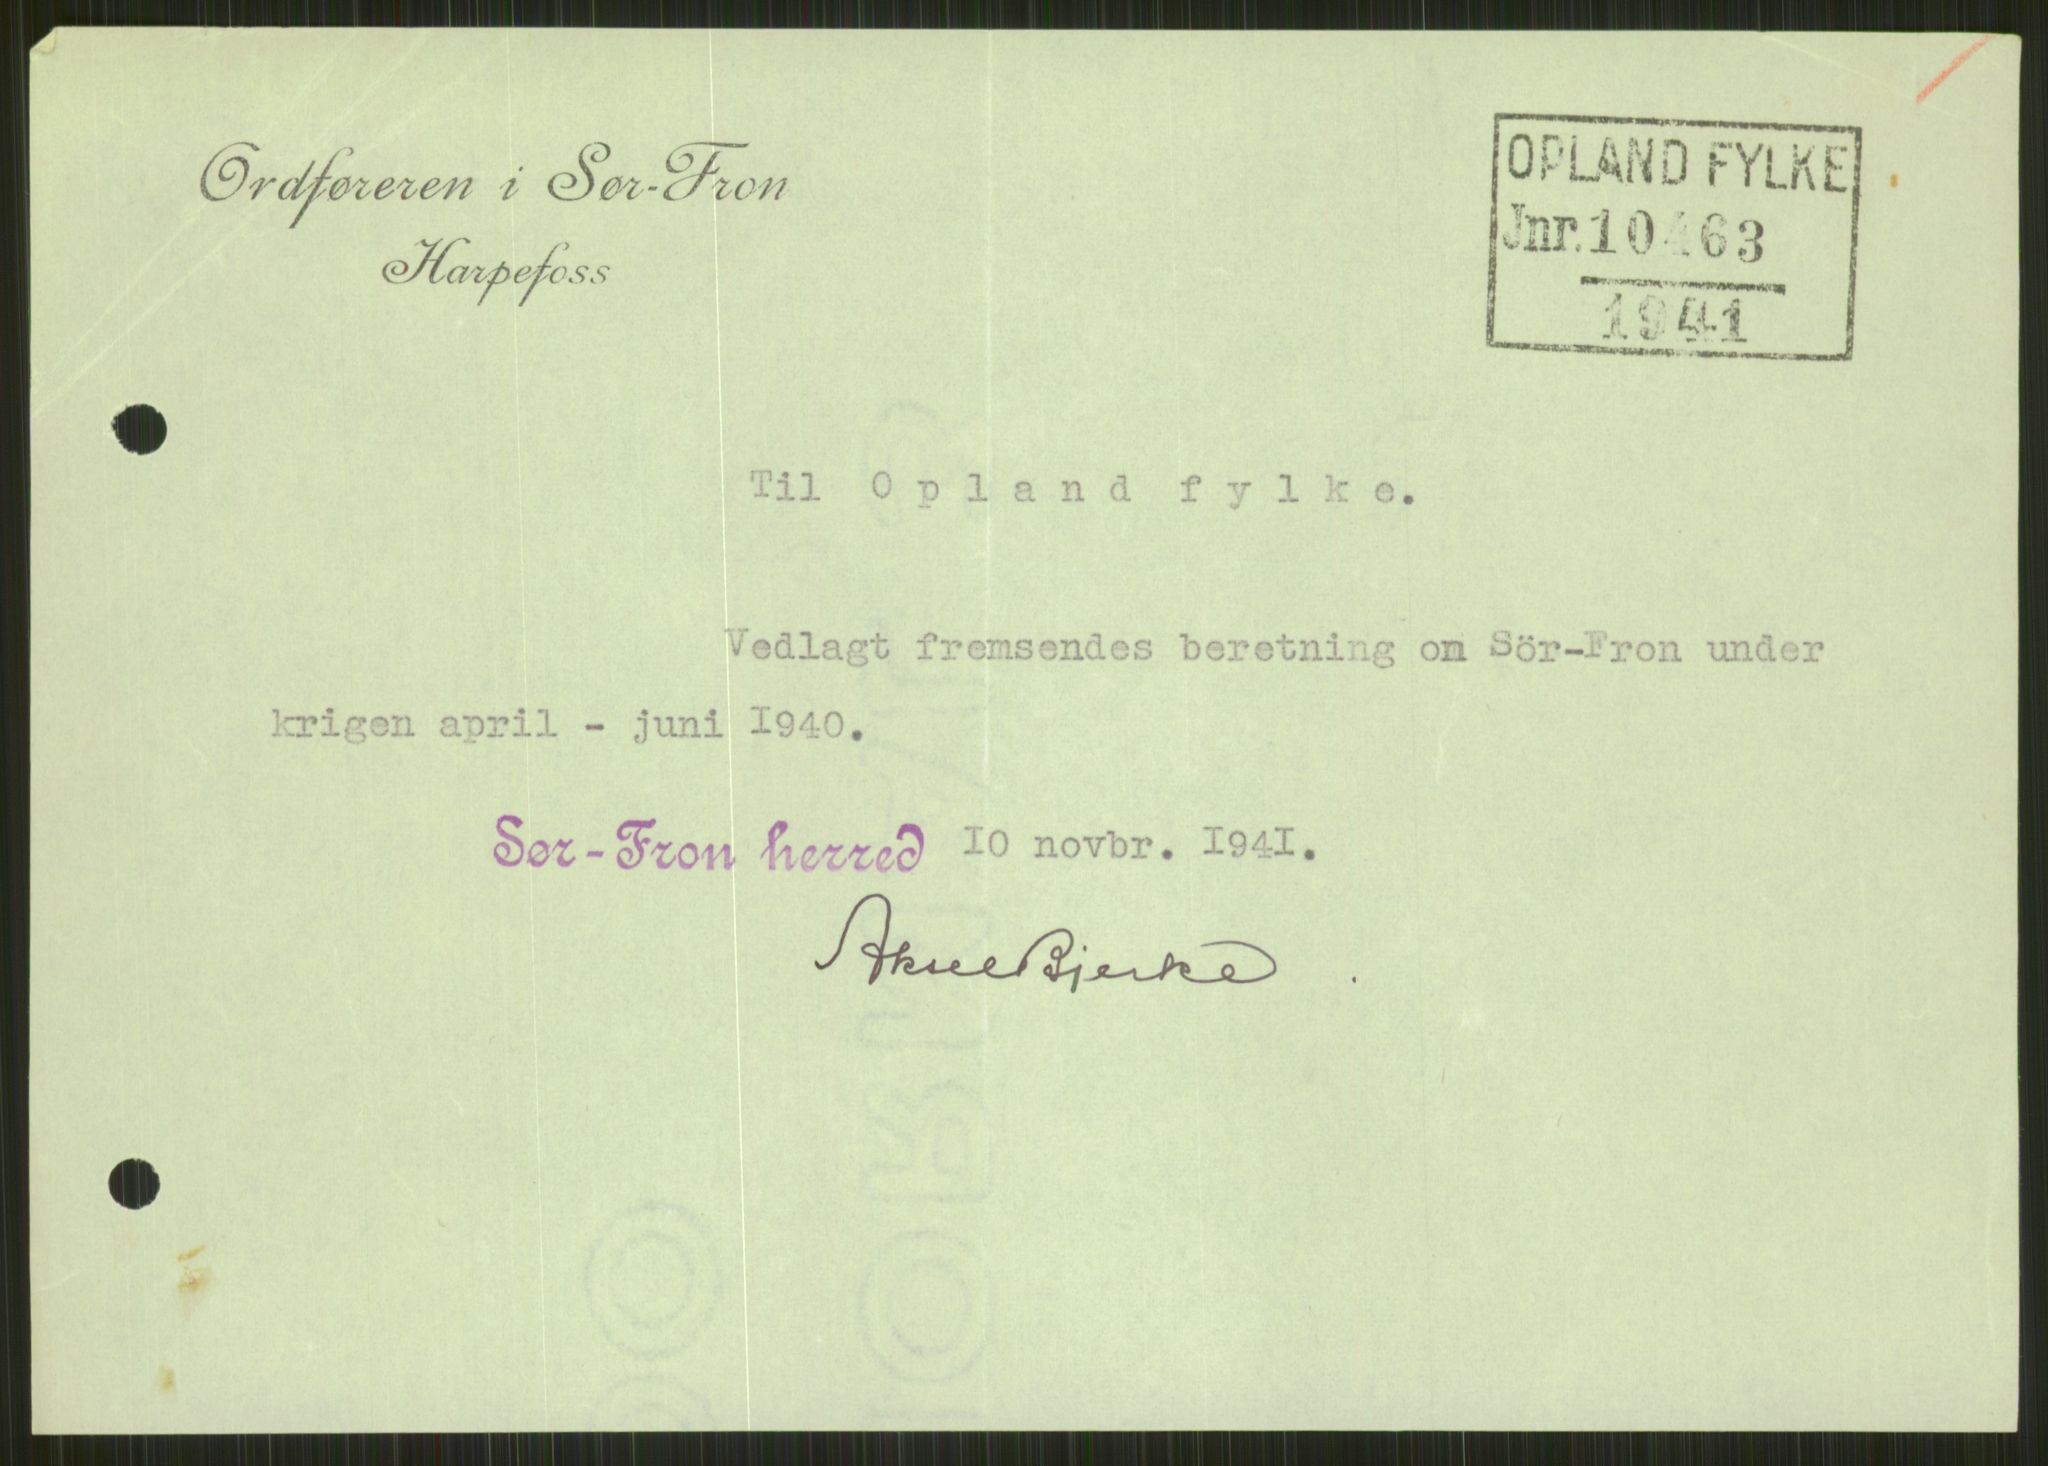 Ordføreren i Sør-Fron
Harpefoss
OPLAND FYLKE
Jnr. 10463
1941
Til Opland fylke.
Vedlagt fremsendes beretning om Sör-Fron under
krigen april - juni 1940.
Sør-Fron herred 10 novbr. 1941.
Aksel Bjerke